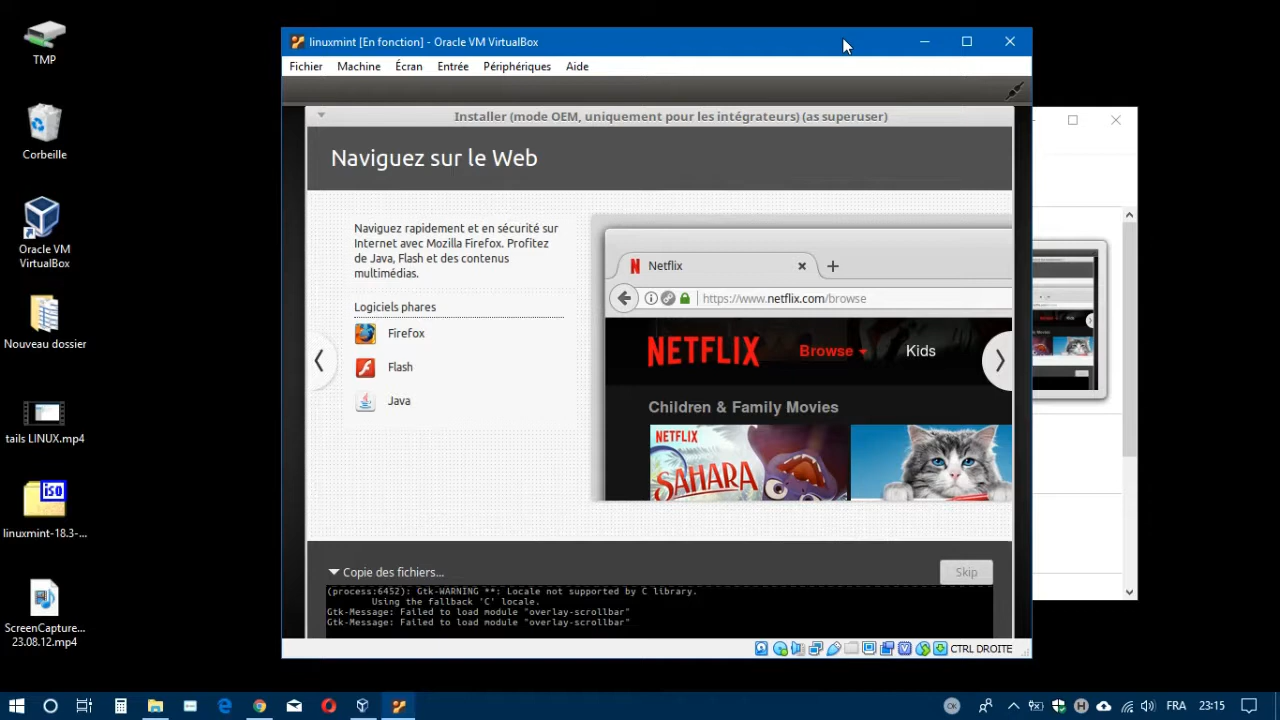 TMP
Corbeille
Oracle VM
VirtualBox
Nouveau dossier
tails LINUX.mp4
ISO
linuxmint-18.3-...
ScreenCapture...
23.08.12.mp4
linuxmint [En fonction] - Oracle VM VirtualBox
Fichier Machine Écran Entrée Périphériques Aide
Installer (mode OEM, uniquement pour les intégrateurs) (as superuser)
Naviguez sur le Web
Naviguez rapidement et en sécurité sur
Internet avec Mozilla Firefox. Profitez
de Java, Flash et des contenus
multimédias.
Logiciels phares
Firefox
Flash
Java
Netflix
https://www.netflix.com/browse
NETFLIX Browse Kids
Children & Family Movies
NETFLIX
SAHARA
Copie des fichiers...
Skip
(process:6452): Gtk-WARNING **: Locale not supported by C library.
Using the fallback 'C' locale.
Gtk-Message: Failed to load module "overlay-scrollbar"
Gtk-Message: Failed to load module "overlay-scrollbar"
CTRL DROITE
OK FRA 23:15